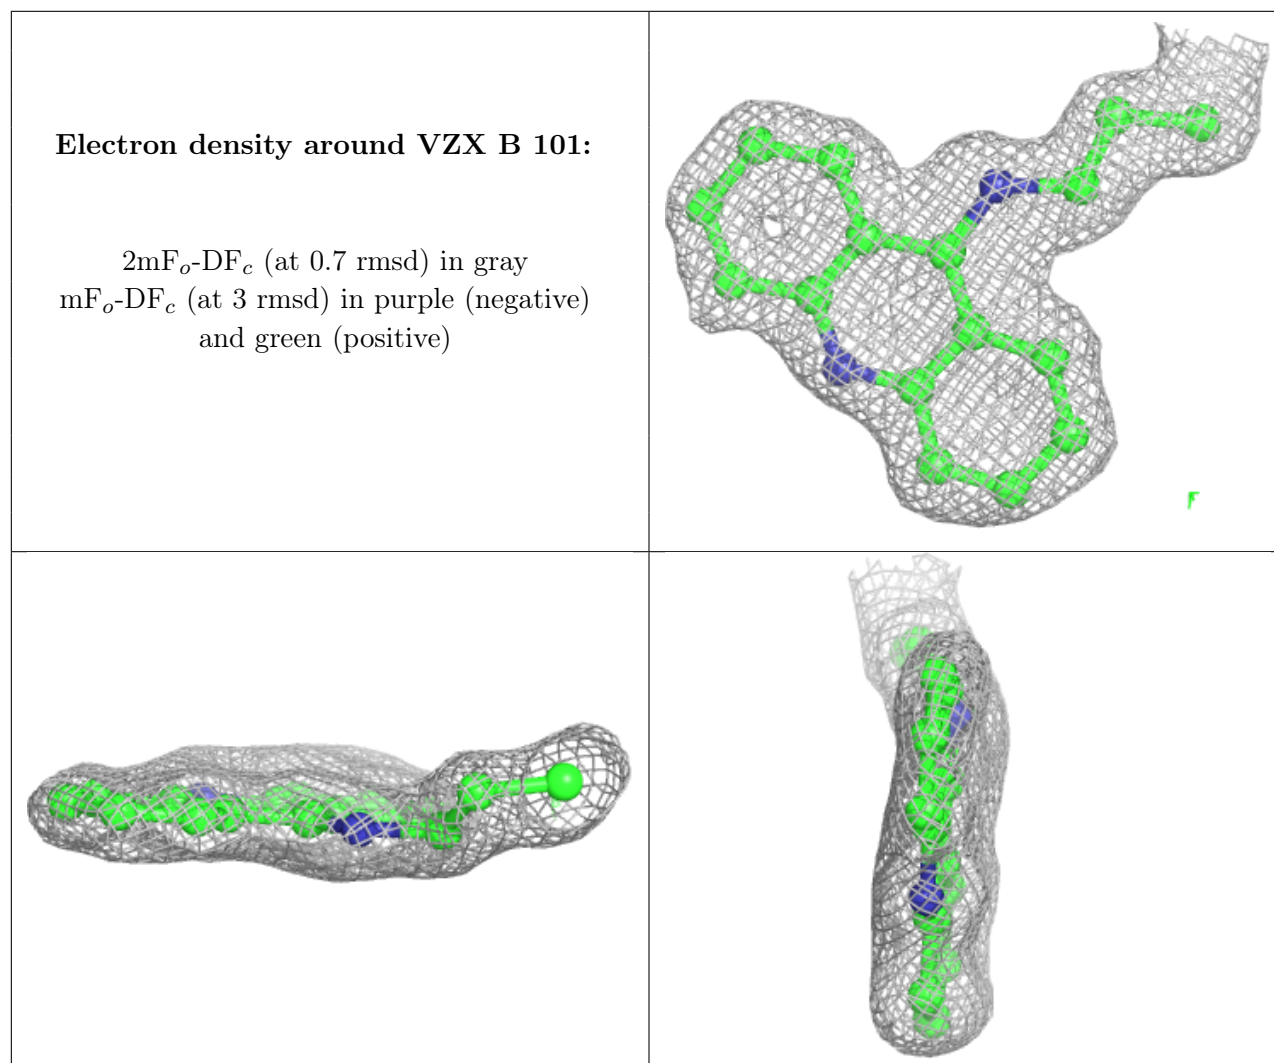 Electron density around VZX B 101:
2mFo-DFc (at 0.7 rmsd) in gray
mFo-DFc (at 3 rmsd) in purple (negative)
and green (positive)